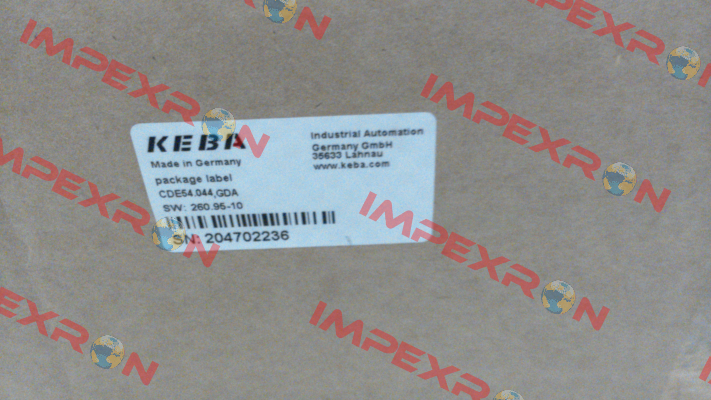 KEBA
Industrial Automation
Germany GmbH
35633 Lahnau
www.keba.com
Made in Germany
package label
CDE54.044,GDA
SW: 260.95-10
SN: 204702236
IMPEXRON
IMPEXRON
IMPEXRON
IMPEXRON
IMPEXRON
IMPEXRON
IMPEXRON